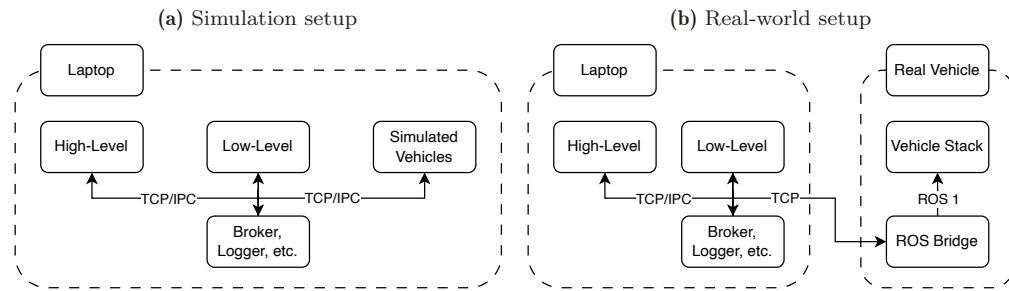 (a) Simulation setup
Laptop
High-Level
Low-Level
Simulated
Vehicles
TCP/IPC
TCP/IPC
Broker,
Logger, etc.
(b) Real-world setup
Laptop
Real Vehicle
High-Level
Low-Level
Vehicle Stack
TCP/IPC
TCP
ROS 1
Broker,
Logger, etc.
ROS Bridge